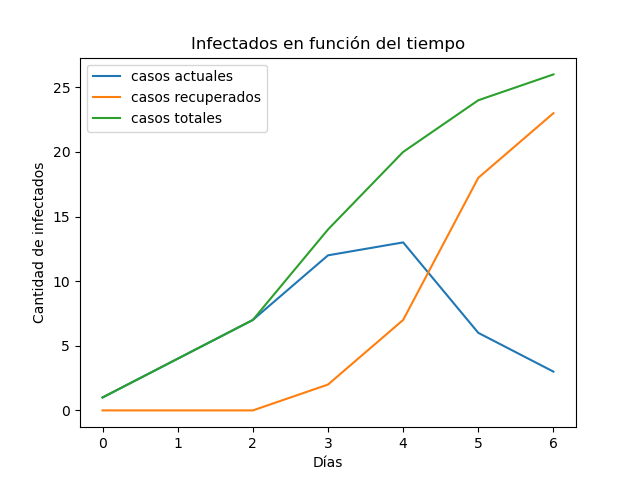 Infectados en función del tiempo
casos actuales
casos recuperados
casos totales
Cantidad de infectados
25
20
15
10
5
0
0 1 2 3 4 5 6
Días